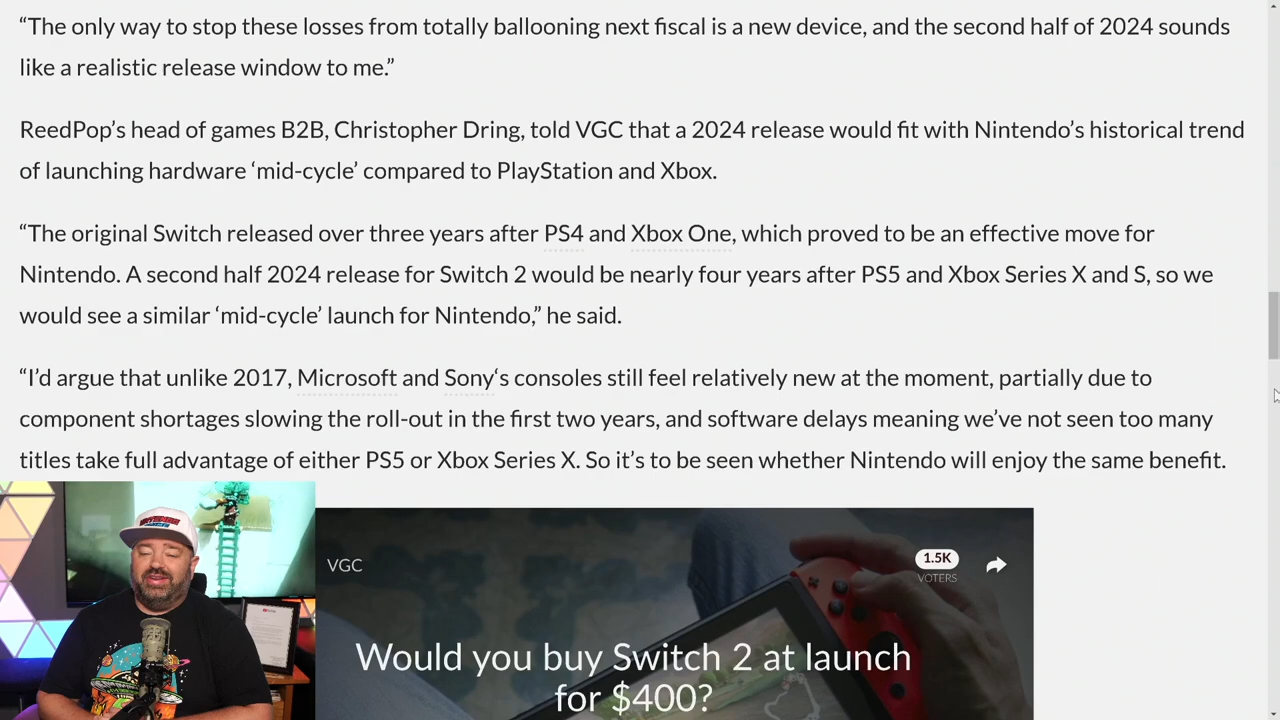 “The only way to stop these losses from totally ballooning next fiscal is a new device, and the second half of 2024 sounds
like a realistic release window to me.”
ReedPop’s head of games B2B, Christopher Dring, told VGC that a 2024 release would fit with Nintendo’s historical trend
of launching hardware ‘mid-cycle’ compared to PlayStation and Xbox.
“The original Switch released over three years after PS4 and Xbox One, which proved to be an effective move for
Nintendo. A second half 2024 release for Switch 2 would be nearly four years after PS5 and Xbox Series X and S, so we
would see a similar ‘mid-cycle’ launch for Nintendo,” he said.
“I’d argue that unlike 2017, Microsoft and Sony‘s consoles still feel relatively new at the moment, partially due to
component shortages slowing the roll-out in the first two years, and software delays meaning we’ve not seen too many
titles take full advantage of either PS5 or Xbox Series X. So it’s to be seen whether Nintendo will enjoy the same benefit.
VGC
1.5K
VOTERS
Would you buy Switch 2 at launch
for $400?